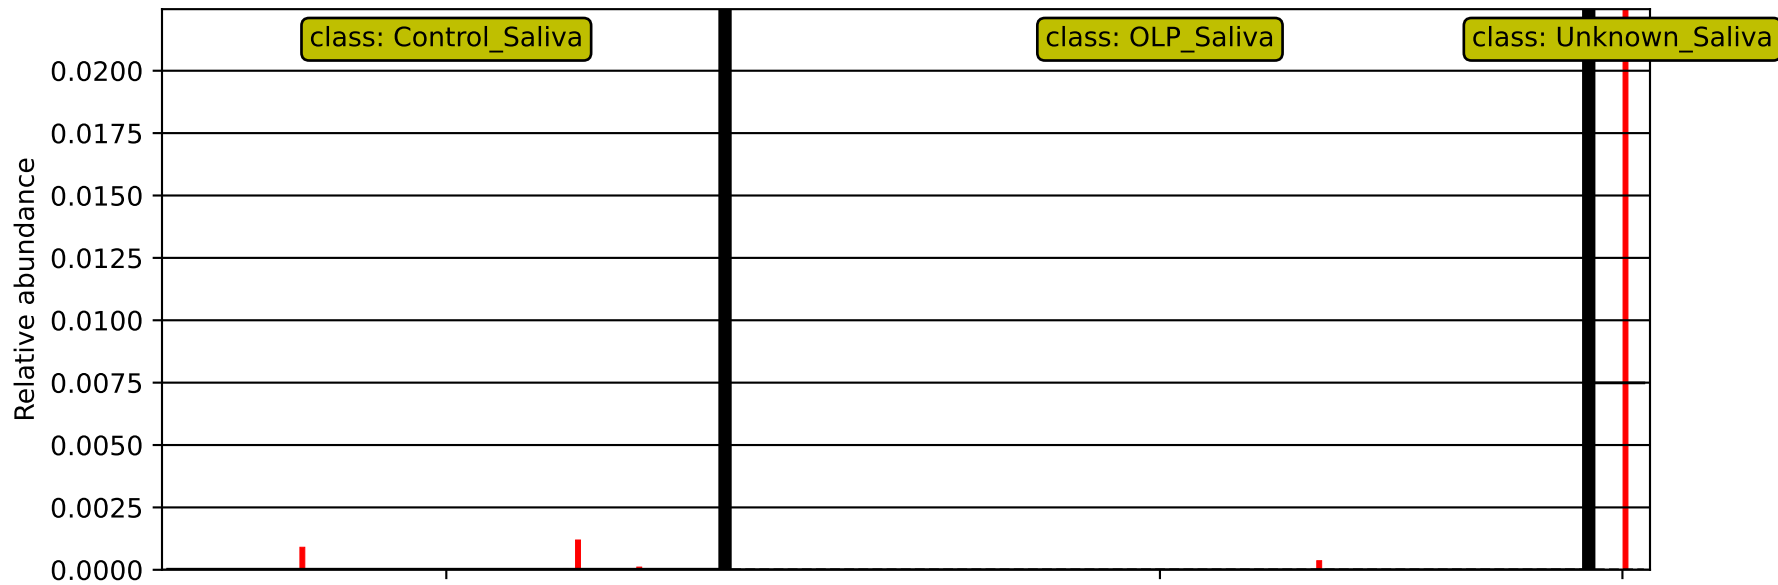 class: Control_Saliva
class: OLP_Saliva
class: Unknown_Saliva
Relative abundance
0.0200
0.0175
0.0150
0.0125
0.0100
0.0075
0.0050
0.0025
0.0000